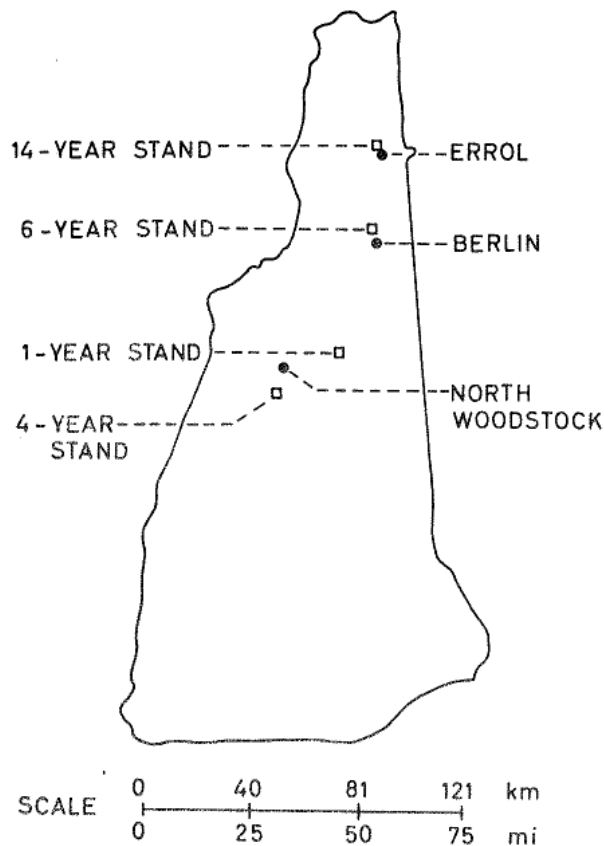 14-YEAR STAND
ERROL
6-YEAR STAND
BERLIN
1-YEAR STAND
NORTH
WOODSTOCK
4-YEAR
STAND
0 40 81 121 km
SCALE
0 25 50 75 mi